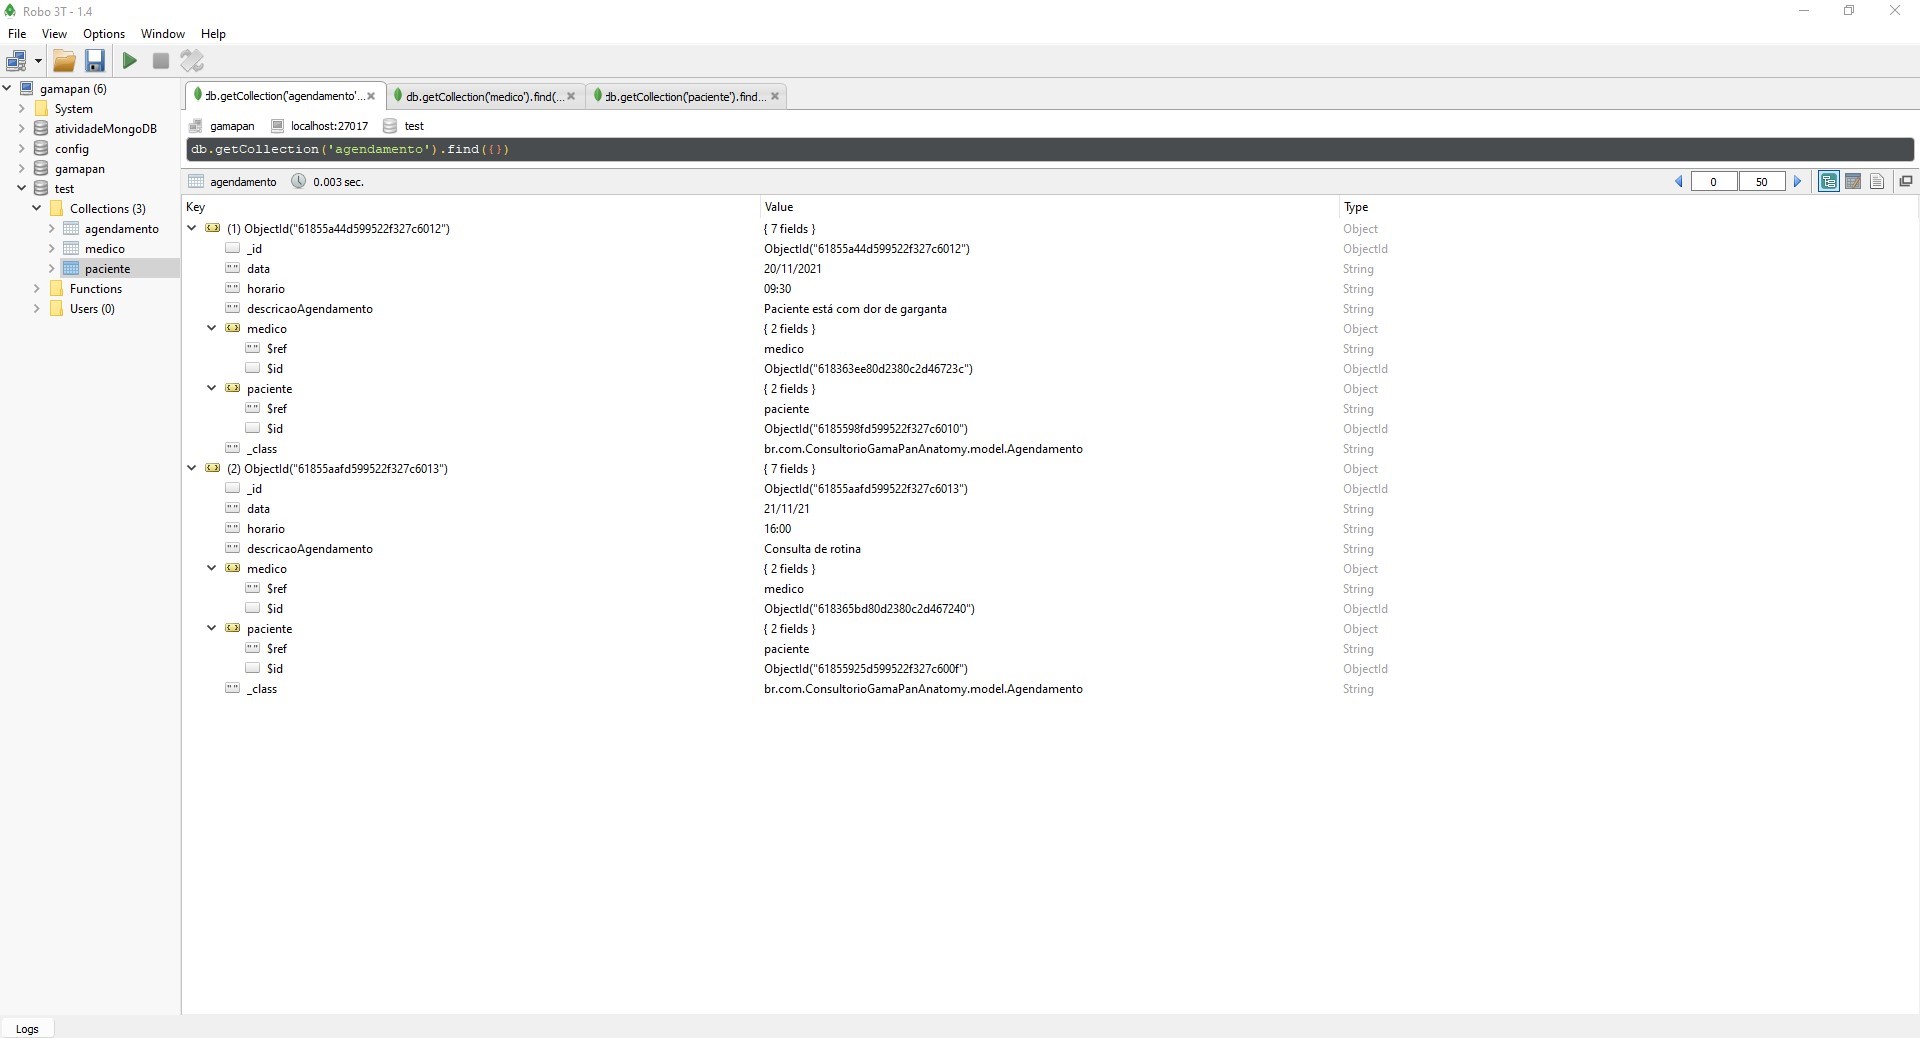 Robo 3T - 1.4
File View Options Window Help
gamapan (6)
System
atividadeMongoDB
config
gamapan
test
Collections (3)
agendamento
medico
paciente
Functions
Users (0)
db.getCollection('agendamento'... db.getCollection('medico').find(... db.getCollection('paciente').find...
gamapan localhost:27017 test
db.getCollection('agendamento').find({})
agendamento 0.003 sec. 0 50
Key Value Type
(1) ObjectId("61855a44d599522f327c6012") { 7 fields } Object
_id ObjectId("61855a44d599522f327c6012") ObjectId
data 20/11/2021 String
horario 09:30 String
descricaoAgendamento Paciente está com dor de garganta String
medico { 2 fields } Object
$ref medico String
$id ObjectId("618363ee80d2380c2d46723c") ObjectId
paciente { 2 fields } Object
$ref paciente String
$id ObjectId("6185598fd599522f327c6010") ObjectId
_class br.com.ConsultorioGamaPanAnatomy.model.Agendamento String
(2) ObjectId("61855aafd599522f327c6013") { 7 fields } Object
_id ObjectId("61855aafd599522f327c6013") ObjectId
data 21/11/21 String
horario 16:00 String
descricaoAgendamento Consulta de rotina String
medico { 2 fields } Object
$ref medico String
$id ObjectId("618365bd80d2380c2d467240") ObjectId
paciente { 2 fields } Object
$ref paciente String
$id ObjectId("61855925d599522f327c600f") ObjectId
_class br.com.ConsultorioGamaPanAnatomy.model.Agendamento String
Logs